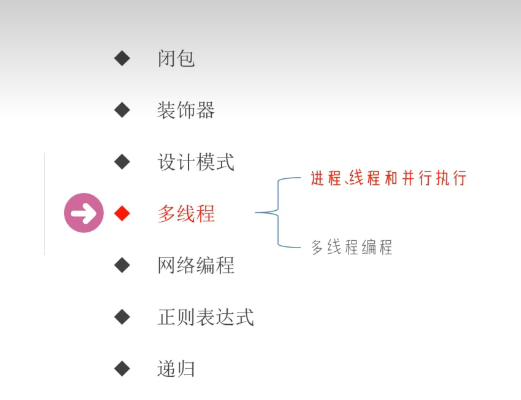 闭包
装饰器
设计模式
进程、线程和并行执行
多线程
多线程编程
网络编程
正则表达式
递归